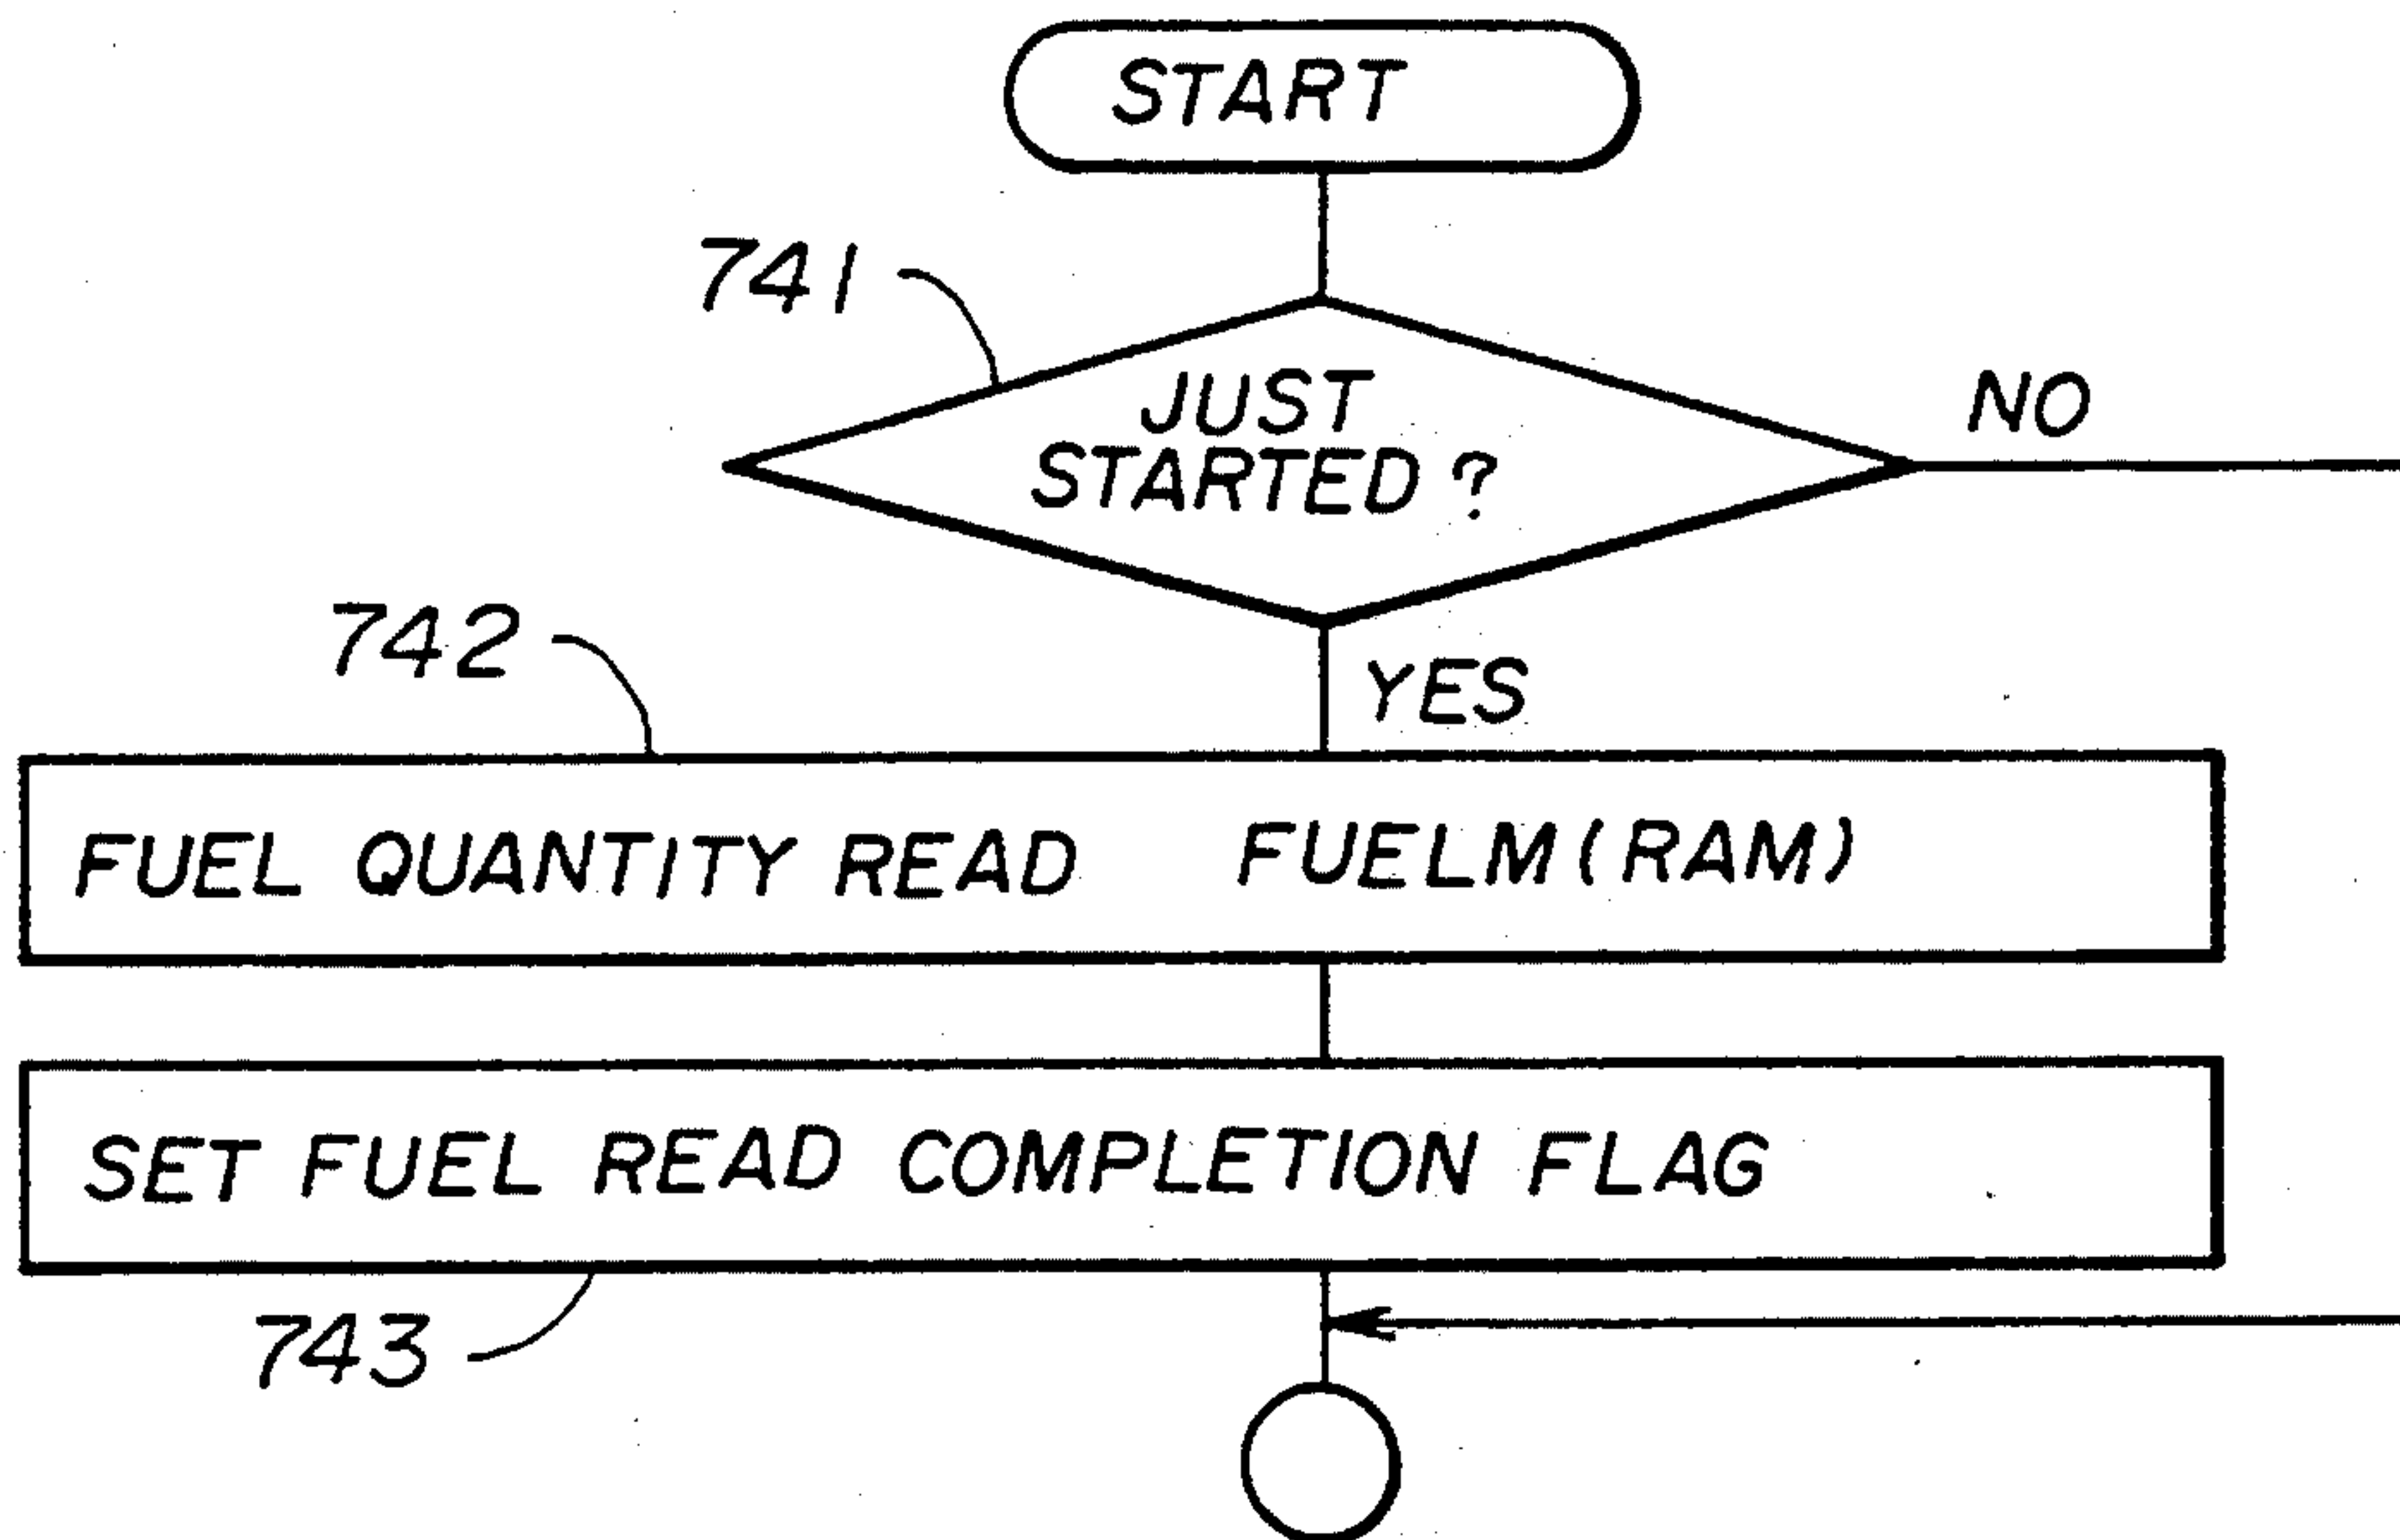 START
741
JUST
STARTED ?
NO
742
YES
FUEL QUANTITY READ FUELM (RAM)
SET FUEL READ COMPLETION FLAG
743